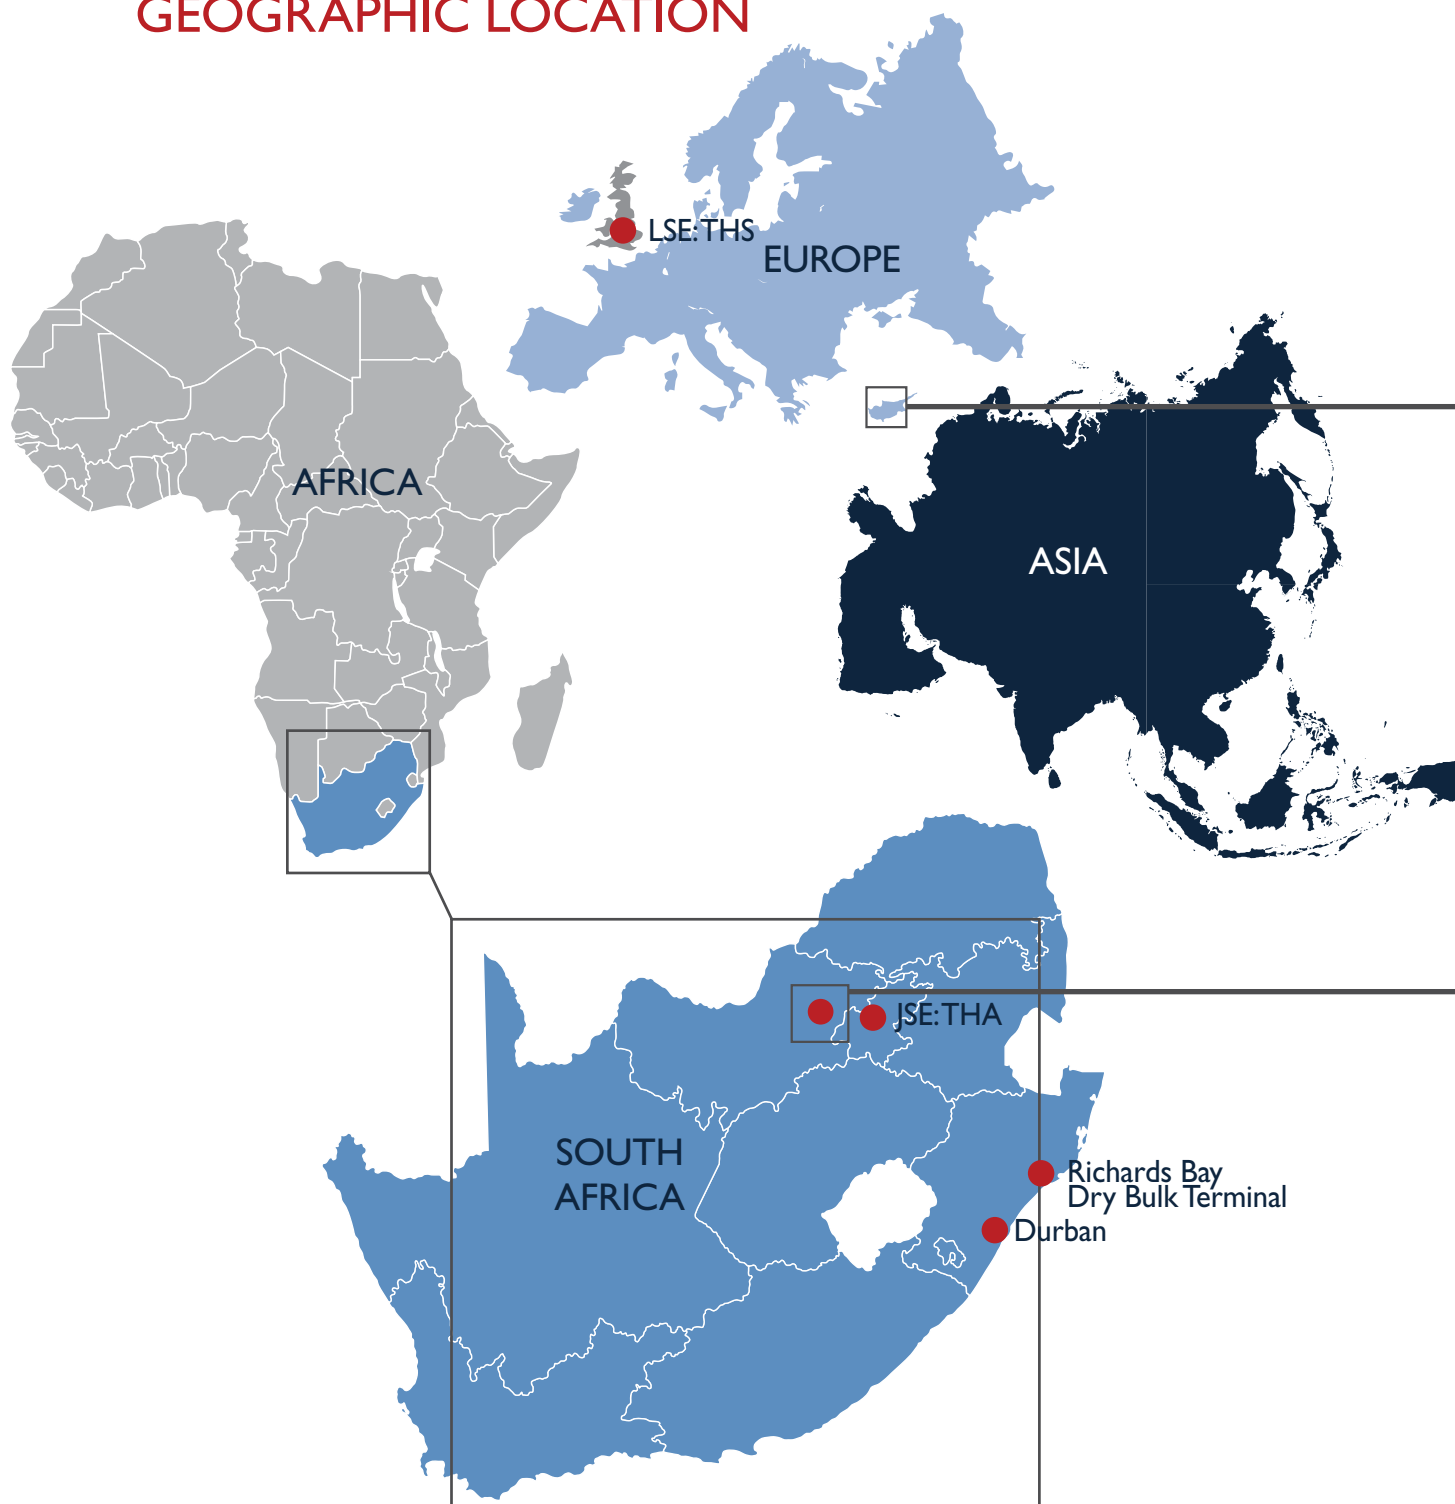 GEOGRAPHIC LOCATION
LSE: THS
EUROPE
AFRICA
ASIA
JSE: THA
SOUTH
AFRICA
Richards Bay
Dry Bulk Terminal
Durban